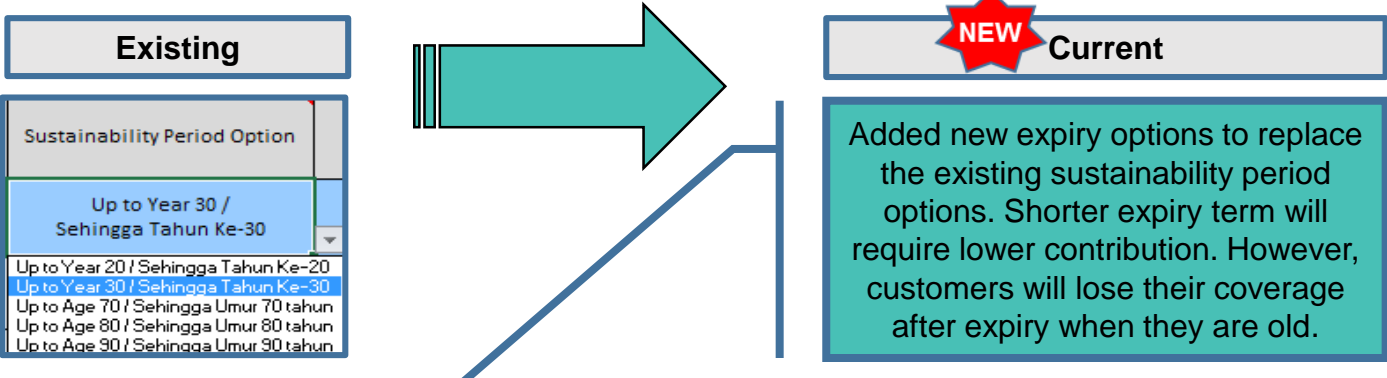 Existing
Sustainability Period Option
Up to Year 30 /
Sehingga Tahun Ke-30
Up to Year 20 / Sehingga Tahun Ke-20
Up to Year 30 / Sehingga Tahun Ke-30
Up to Age 70 / Sehingga Umur 70 tahun
Up to Age 80 / Sehingga Umur 80 tahun
Up to Age 90 / Sehingga Umur 90 tahun
NEW
Current
Added new expiry options to replace
the existing sustainability period
options. Shorter expiry term will
require lower contribution. However,
customers will lose their coverage
after expiry when they are old.